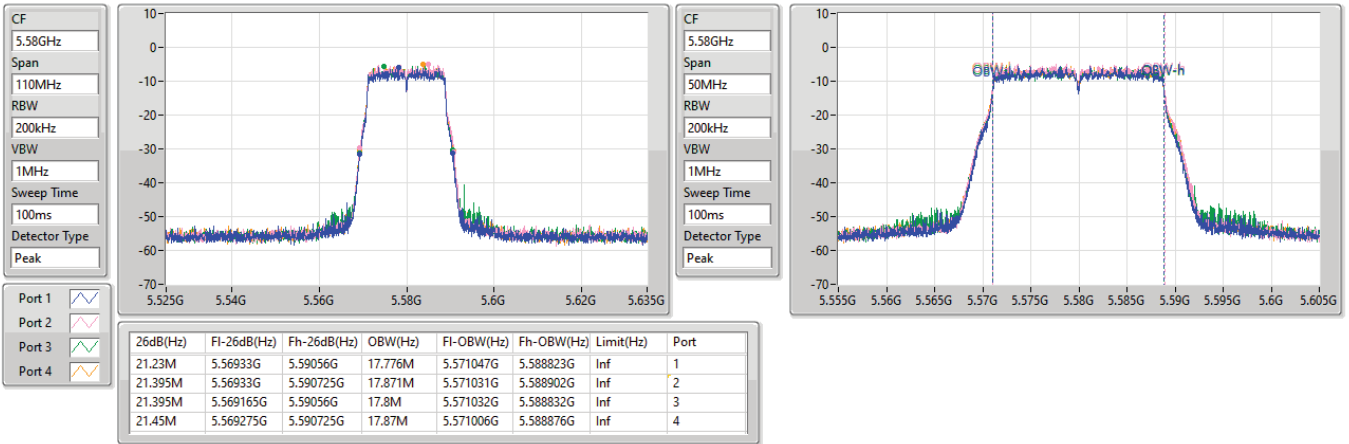 CF
5.58GHz
Span
110MHz
RBW
200kHz
VBW
1MHz
Sweep Time
100ms
Detector Type
Peak
10-
0-
-10-
-20-
-30-
-40-
-50-
-60-
-70-
5.525G 5.54G 5.56G 5.58G 5.6G 5.62G 5.635G
CF
5.58GHz
Span
50MHz
RBW
200kHz
VBW
1MHz
Sweep Time
100ms
Detector Type
Peak
10-
0-
-10-
-20-
-30-
-40-
-50-
-60-
-70-
OBW-h
5.555G 5.56G 5.565G 5.57G 5.575G 5.58G 5.585G 5.59G 5.595G 5.6G 5.605G
Port 1
Port 2
Port 3
Port 4
26dB(Hz) Fl-26dB(Hz) Fh-26dB(Hz) OBW(Hz) Fl-OBW(Hz) Fh-OBW(Hz) Limit(Hz) Port
21.23M 5.56933G 5.59056G 17.776M 5.571047G 5.588823G Inf 1
21.395M 5.56933G 5.590725G 17.871M 5.571031G 5.588902G Inf 2
21.395M 5.569165G 5.59056G 17.8M 5.571032G 5.588832G Inf 3
21.45M 5.569275G 5.590725G 17.87M 5.571006G 5.588876G Inf 4